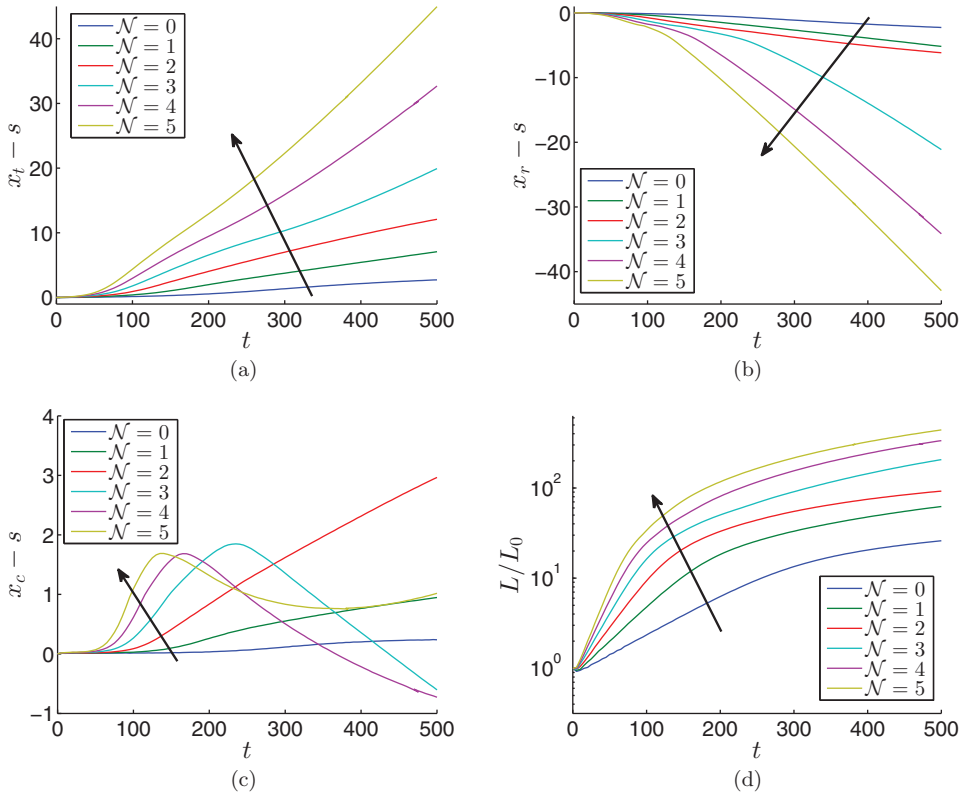 x_t − s
40
30
20
10
0
𝒩 = 0
𝒩 = 1
𝒩 = 2
𝒩 = 3
𝒩 = 4
𝒩 = 5
0 100 200 300 400 500
t
(a)
x_r − s
0
−10
−20
−30
−40
𝒩 = 0
𝒩 = 1
𝒩 = 2
𝒩 = 3
𝒩 = 4
𝒩 = 5
0 100 200 300 400 500
t
(b)
x_c − s
4
3
2
1
0
−1
𝒩 = 0
𝒩 = 1
𝒩 = 2
𝒩 = 3
𝒩 = 4
𝒩 = 5
0 100 200 300 400 500
t
(c)
L/L_0
10^2
10^1
10^0
𝒩 = 0
𝒩 = 1
𝒩 = 2
𝒩 = 3
𝒩 = 4
𝒩 = 5
0 100 200 300 400 500
t
(d)